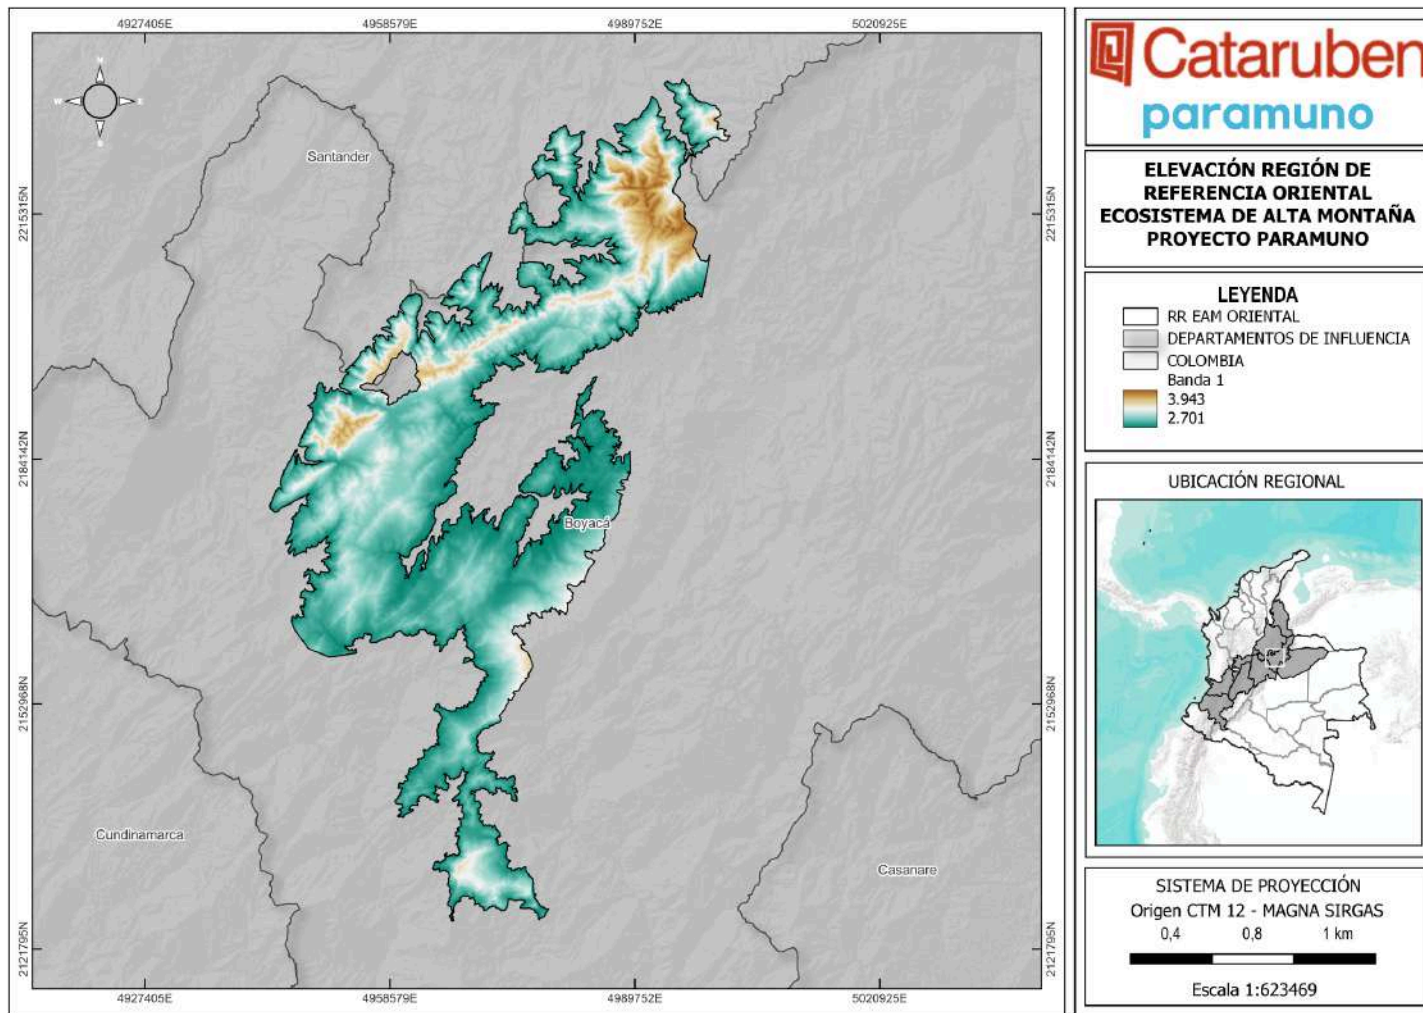 4927405E 4958579E 4989752E 5020925E
2215315N 2215315N
2184142N 2184142N
2152968N 2152968N
2121795N 2121795N
N
W E
S
Santander
Boyacá
Cundinamarca
Casanare
4927405E 4958579E 4989752E 5020925E
Cataruben
paramuno
ELEVACIÓN REGIÓN DE
REFERENCIA ORIENTAL
ECOSISTEMA DE ALTA MONTAÑA
PROYECTO PARAMUNO
LEYENDA
RR EAM ORIENTAL
DEPARTAMENTOS DE INFLUENCIA
COLOMBIA
Banda 1
3.943
2.701
UBICACIÓN REGIONAL
SISTEMA DE PROYECCIÓN
Origen CTM 12 - MAGNA SIRGAS
0,4 0,8 1 km
Escala 1:623469